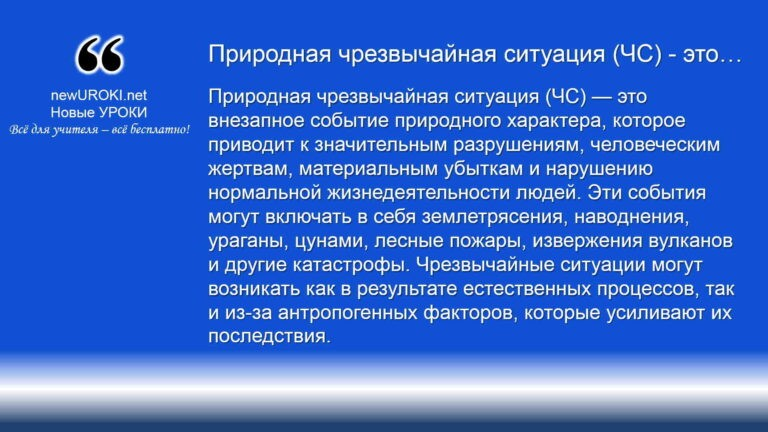 newUROKI.net
Новые УРОКИ
Всё для учителя – всё бесплатно!
Природная чрезвычайная ситуация (ЧС) - это…
Природная чрезвычайная ситуация (ЧС) — это
внезапное событие природного характера, которое
приводит к значительным разрушениям, человеческим
жертвам, материальным убыткам и нарушению
нормальной жизнедеятельности людей. Эти события
могут включать в себя землетрясения, наводнения,
ураганы, цунами, лесные пожары, извержения вулканов
и другие катастрофы. Чрезвычайные ситуации могут
возникать как в результате естественных процессов, так
и из-за антропогенных факторов, которые усиливают их
последствия.